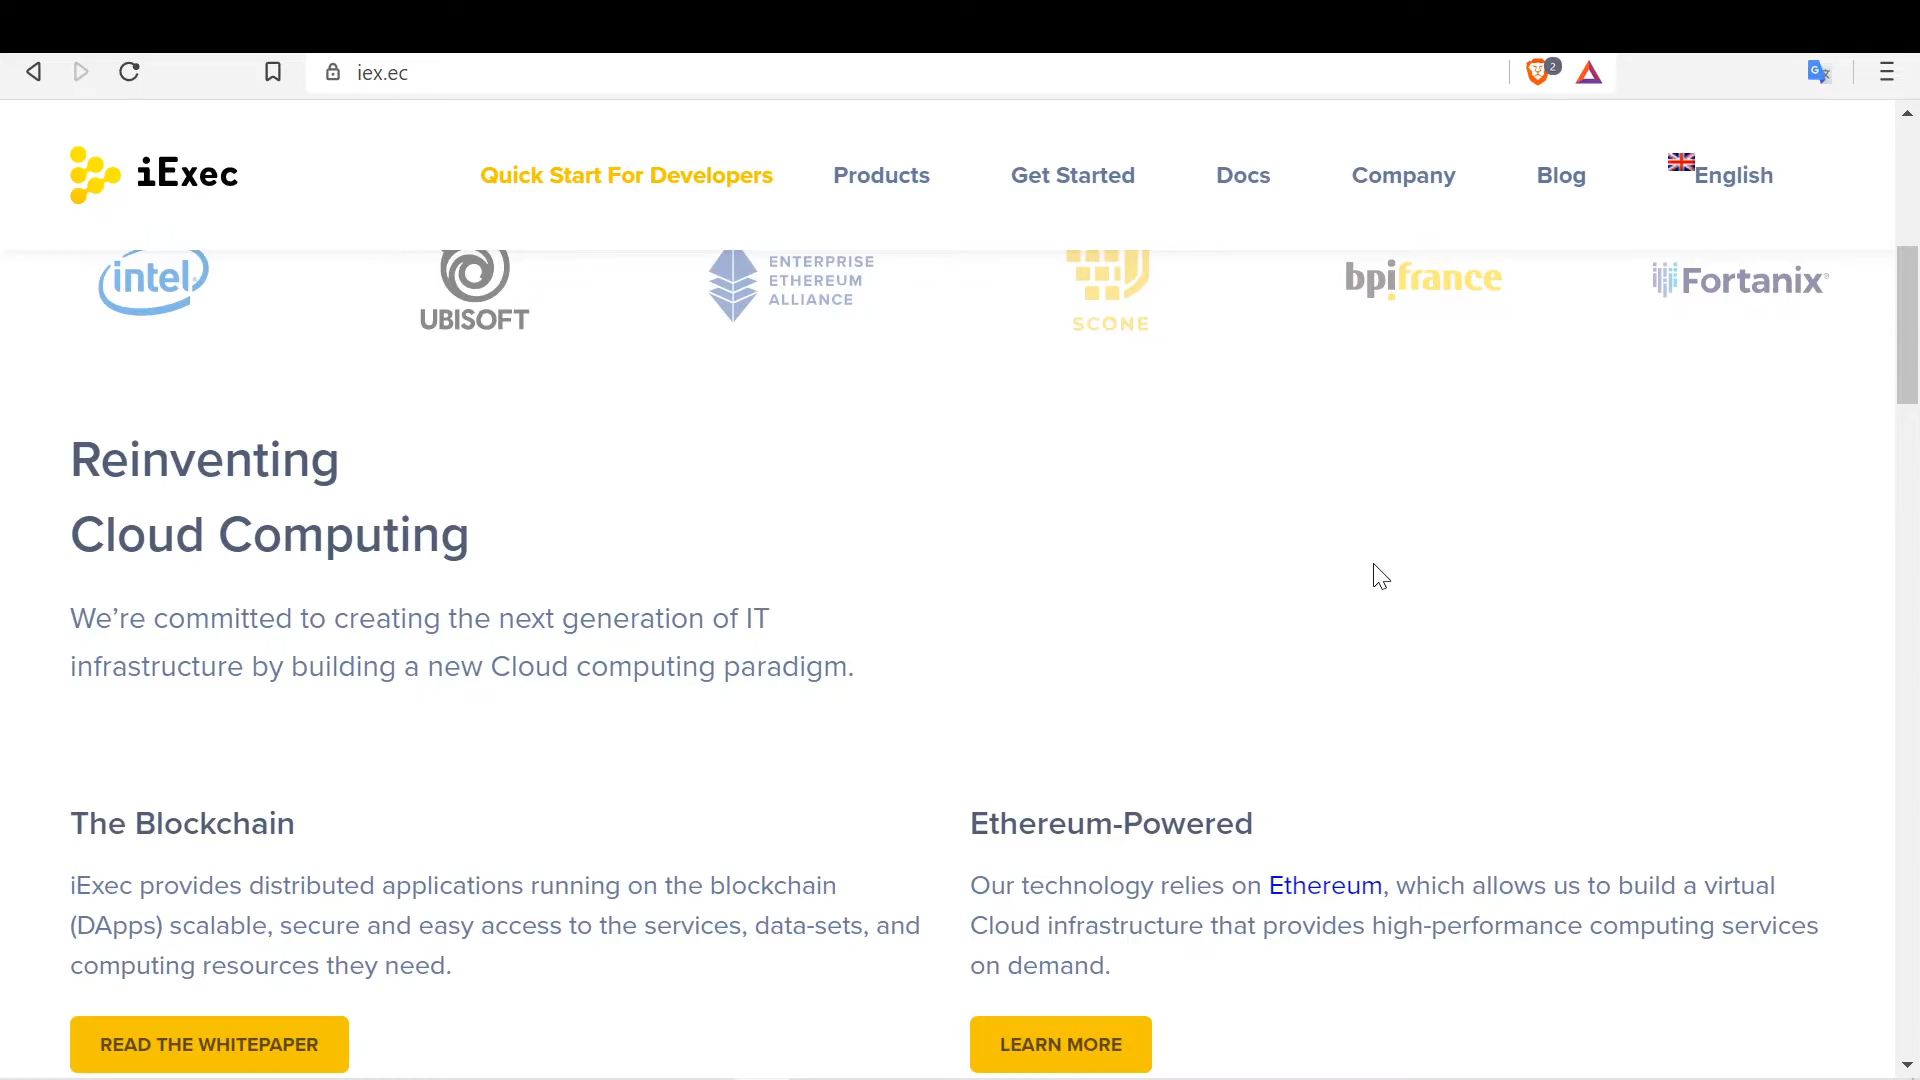 iex.ec
2
iExec
Quick Start For Developers Products Get Started Docs Company Blog English
intel
UBISOFT
ENTERPRISE
ETHEREUM
ALLIANCE
SCONE
bpifrance
Fortanix®
Reinventing
Cloud Computing
We’re committed to creating the next generation of IT
infrastructure by building a new Cloud computing paradigm.
The Blockchain
iExec provides distributed applications running on the blockchain
(DApps) scalable, secure and easy access to the services, data-sets, and
computing resources they need.
READ THE WHITEPAPER
Ethereum-Powered
Our technology relies on Ethereum, which allows us to build a virtual
Cloud infrastructure that provides high-performance computing services
on demand.
LEARN MORE